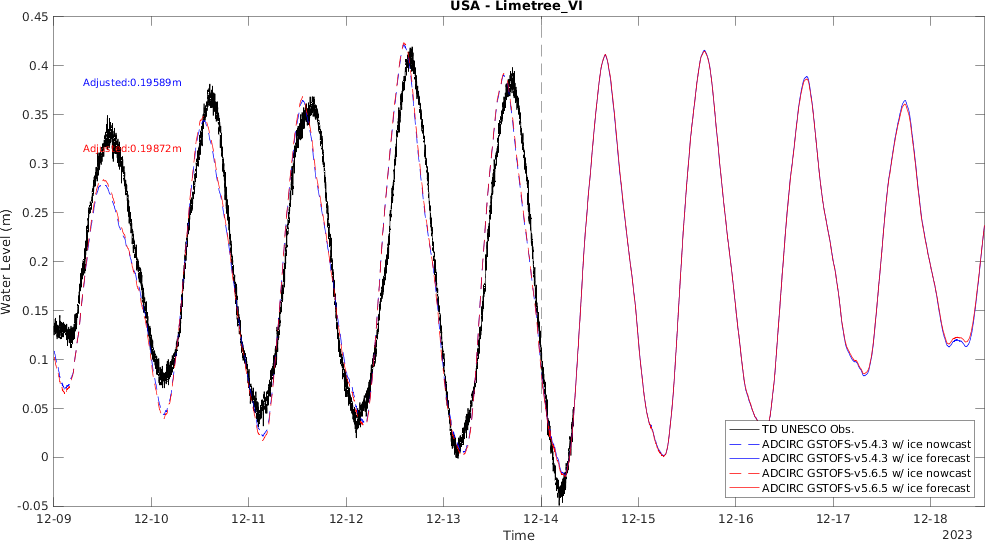 USA - Limetree_VI
0.45
0.4
0.35
0.3
0.25
0.2
0.15
0.1
0.05
0
-0.05
Water Level (m)
Adjusted:0.19589m
Adjusted:0.19872m
TD UNESCO Obs.
ADCIRC GSTOFS-v5.4.3 w/ ice nowcast
ADCIRC GSTOFS-v5.4.3 w/ ice forecast
ADCIRC GSTOFS-v5.6.5 w/ ice nowcast
ADCIRC GSTOFS-v5.6.5 w/ ice forecast
12-09 12-10 12-11 12-12 12-13 12-14 12-15 12-16 12-17 12-18
Time
2023